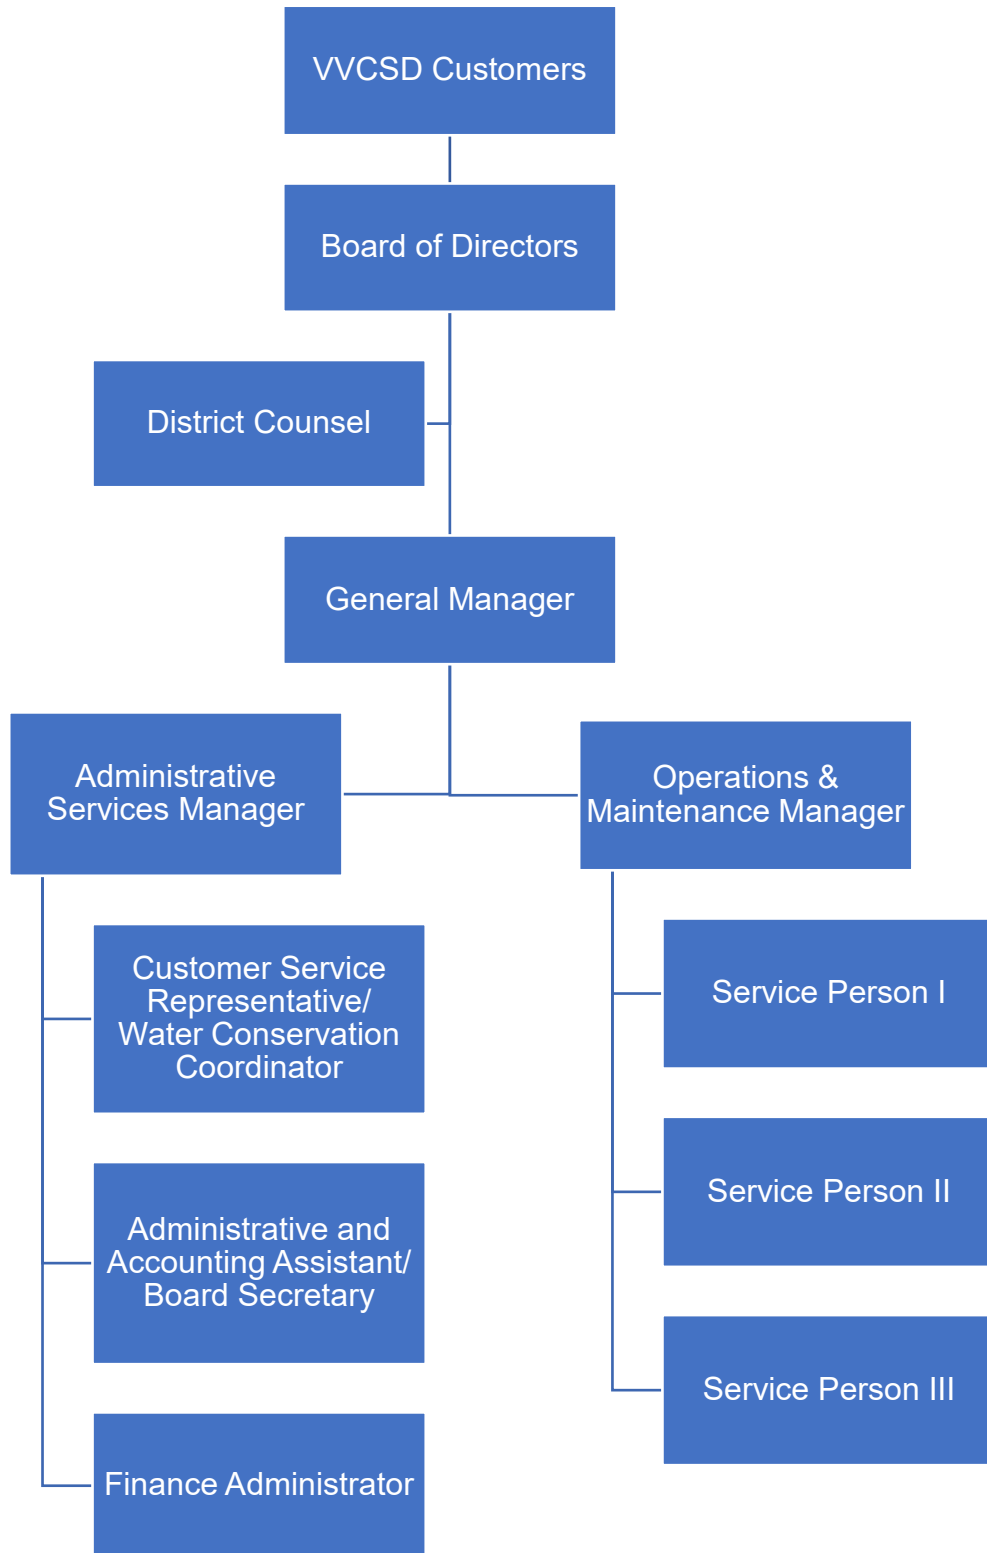 VVCSD Customers
Board of Directors
District Counsel
General Manager
Administrative
Services Manager
Operations &
Maintenance Manager
Customer Service
Representative/
Water Conservation
Coordinator
Administrative and
Accounting Assistant/
Board Secretary
Finance Administrator
Service Person I
Service Person II
Service Person III